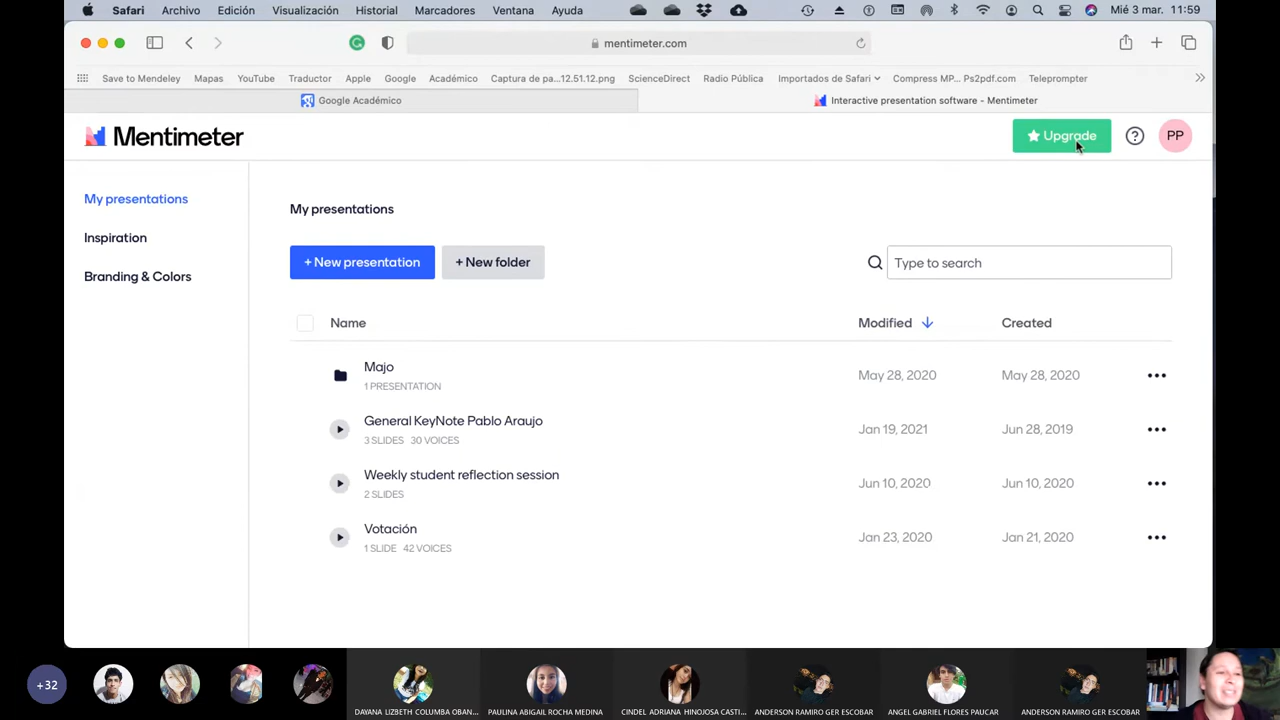 Safari Archivo Edición Visualización Historial Marcadores Ventana Ayuda Mié 3 mar. 11:59
mentimeter.com
Save to Mendeley Mapas YouTube Traductor Apple Google Académico Captura de pa...12.51.12.png ScienceDirect Radio Pública Importados de Safari Compress MP... Ps2pdf.com Teleprompter
Google Académico Interactive presentation software - Mentimeter
Mentimeter Upgrade ? PP
My presentations
Inspiration
Branding & Colors
My presentations
+ New presentation + New folder Type to search
Name Modified Created
Majo May 28, 2020 May 28, 2020
1 PRESENTATION
General KeyNote Pablo Araujo Jan 19, 2021 Jun 28, 2019
3 SLIDES 30 VOICES
Weekly student reflection session Jun 10, 2020 Jun 10, 2020
2 SLIDES
Votación Jan 23, 2020 Jan 21, 2020
1 SLIDE 42 VOICES
+32
DAYANA LIZBETH COLUMBA OBAN... PAULINA ABIGAIL ROCHA MEDINA CINDEL ADRIANA HINOJOSA CASTI... ANDERSON RAMIRO GER ESCOBAR ANGEL GABRIEL FLORES PAUCAR ANDERSON RAMIRO GER ESCOBAR